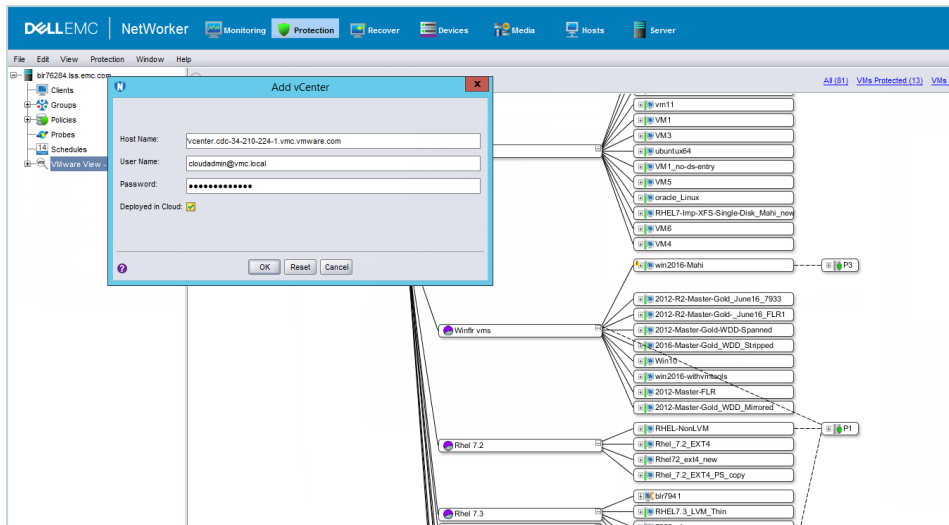 DELLEMC NetWorker Monitoring Protection Recover Devices Media Hosts Server
File Edit View Protection Window Help
blr76284.lss.emc.com
Clients
Groups
Policies
Probes
14 Schedules
VMware View -
All (81) VMs Protected (13) VMs
Add vCenter
Host Name: vcenter.cdc-34-210-224-1.vmc.vmware.com
User Name: cloudadmin@vmc.local
Password: •••••••••••••
Deployed in Cloud:
OK Reset Cancel
vm11
VM1
VM3
ubuntu64
VM1_no-ds-entry
VM5
oracle_Linux
RHEL7-Imp-XFS-Single-Disk_Mahi_new
VM6
VM4
win2016-Mahi
P3
2012-R2-Master-Gold_June16_7933
2012-R2-Master-Gold-_June16_FLR1
Winflr vms
2012-Master-Gold-WDD-Spanned
2016-Master-Gold_WDD_Stripped
Win10
win2016-withvmtools
2012-Master-FLR
2012-Master-Gold_WDD_Mirrored
RHEL-NonLVM
P1
Rhel 7.2
Rhel_7.2_EXT4
Rhel72_ext4_new
Rhel_7.2_EXT4_PS_copy
blr7941
Rhel 7.3
RHEL7.3_LVM_Thin